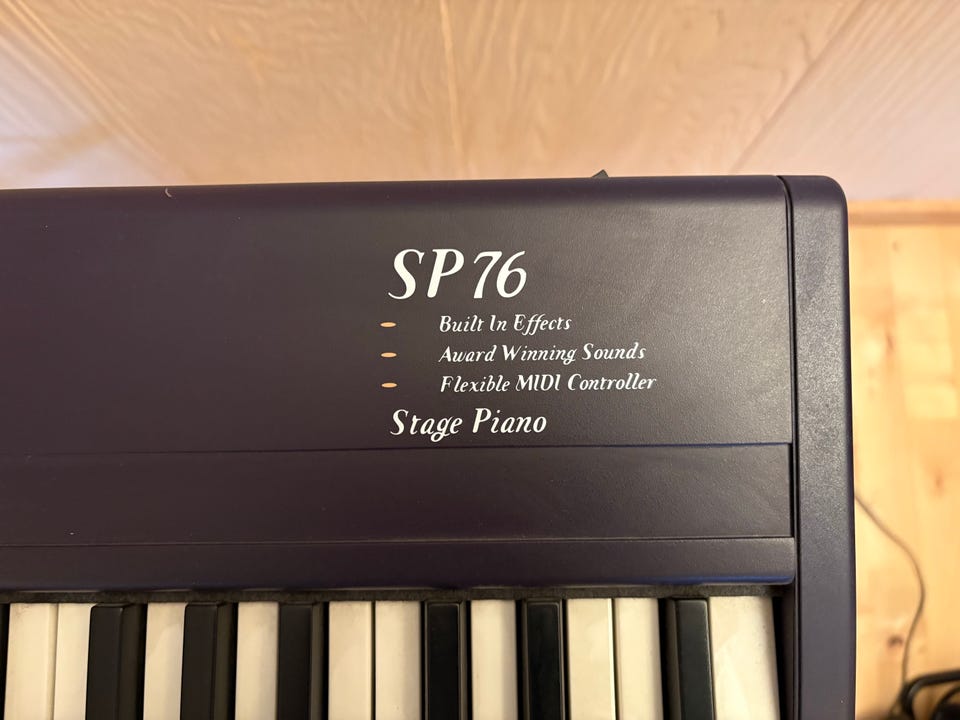 SP76
Built In Effects
Award Winning Sounds
Flexible MIDI Controller
Stage Piano